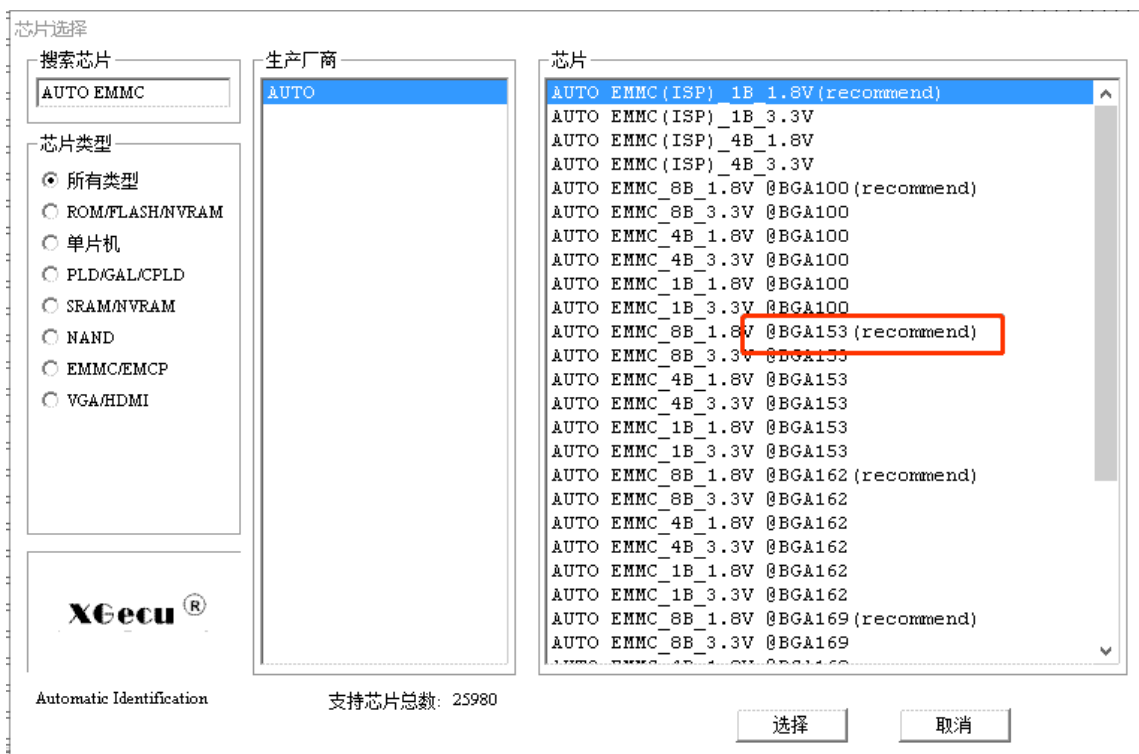 芯片选择
搜索芯片
AUTO EMMC
芯片类型
所有类型
ROM/FLASH/NVRAM
单片机
PLD/GAL/CPLD
SRAM/NVRAM
NAND
EMMC/EMCP
VGA/HDMI
XGecu ®
Automatic Identification
生产厂商
AUTO
支持芯片总数: 25980
芯片
AUTO EMMC(ISP)_1B_1.8V(recommend)
AUTO EMMC(ISP)_1B_3.3V
AUTO EMMC(ISP)_4B_1.8V
AUTO EMMC(ISP)_4B_3.3V
AUTO EMMC_8B_1.8V @BGA100(recommend)
AUTO EMMC_8B_3.3V @BGA100
AUTO EMMC_4B_1.8V @BGA100
AUTO EMMC_4B_3.3V @BGA100
AUTO EMMC_1B_1.8V @BGA100
AUTO EMMC_1B_3.3V @BGA100
AUTO EMMC_8B_1.8V @BGA153(recommend)
AUTO EMMC_8B_3.3V @BGA153
AUTO EMMC_4B_1.8V @BGA153
AUTO EMMC_4B_3.3V @BGA153
AUTO EMMC_1B_1.8V @BGA153
AUTO EMMC_1B_3.3V @BGA153
AUTO EMMC_8B_1.8V @BGA162(recommend)
AUTO EMMC_8B_3.3V @BGA162
AUTO EMMC_4B_1.8V @BGA162
AUTO EMMC_4B_3.3V @BGA162
AUTO EMMC_1B_1.8V @BGA162
AUTO EMMC_1B_3.3V @BGA162
AUTO EMMC_8B_1.8V @BGA169(recommend)
AUTO EMMC_8B_3.3V @BGA169
选择
取消